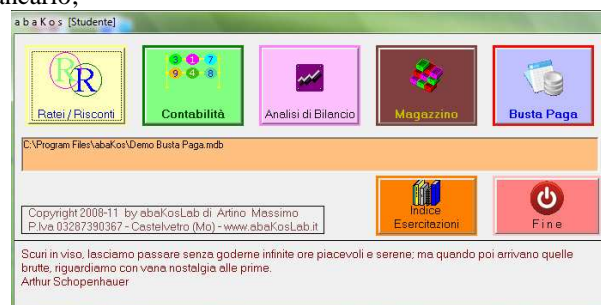 ancario;
a b a K o s [Studente]
R R
3 1 7
9 4 8
Ratei / Risconti
Contabilità
Analisi di Bilancio
Magazzino
Busta Paga
C:\Program Files\abaKos\Demo Busta Paga.mdb
Indice
Esercitazioni
F i n e
Copyright 2008-11 by abaKosLab di Artino Massimo
P.Iva 03287390367 - Castelvetro (Mo) - www.abaKosLab.it
Scuri in viso, lasciamo passare senza goderne infinite ore piacevoli e serene; ma quando poi arrivano quelle
brutte, riguardiamo con vana nostalgia alle prime.
Arthur Schopenhauer